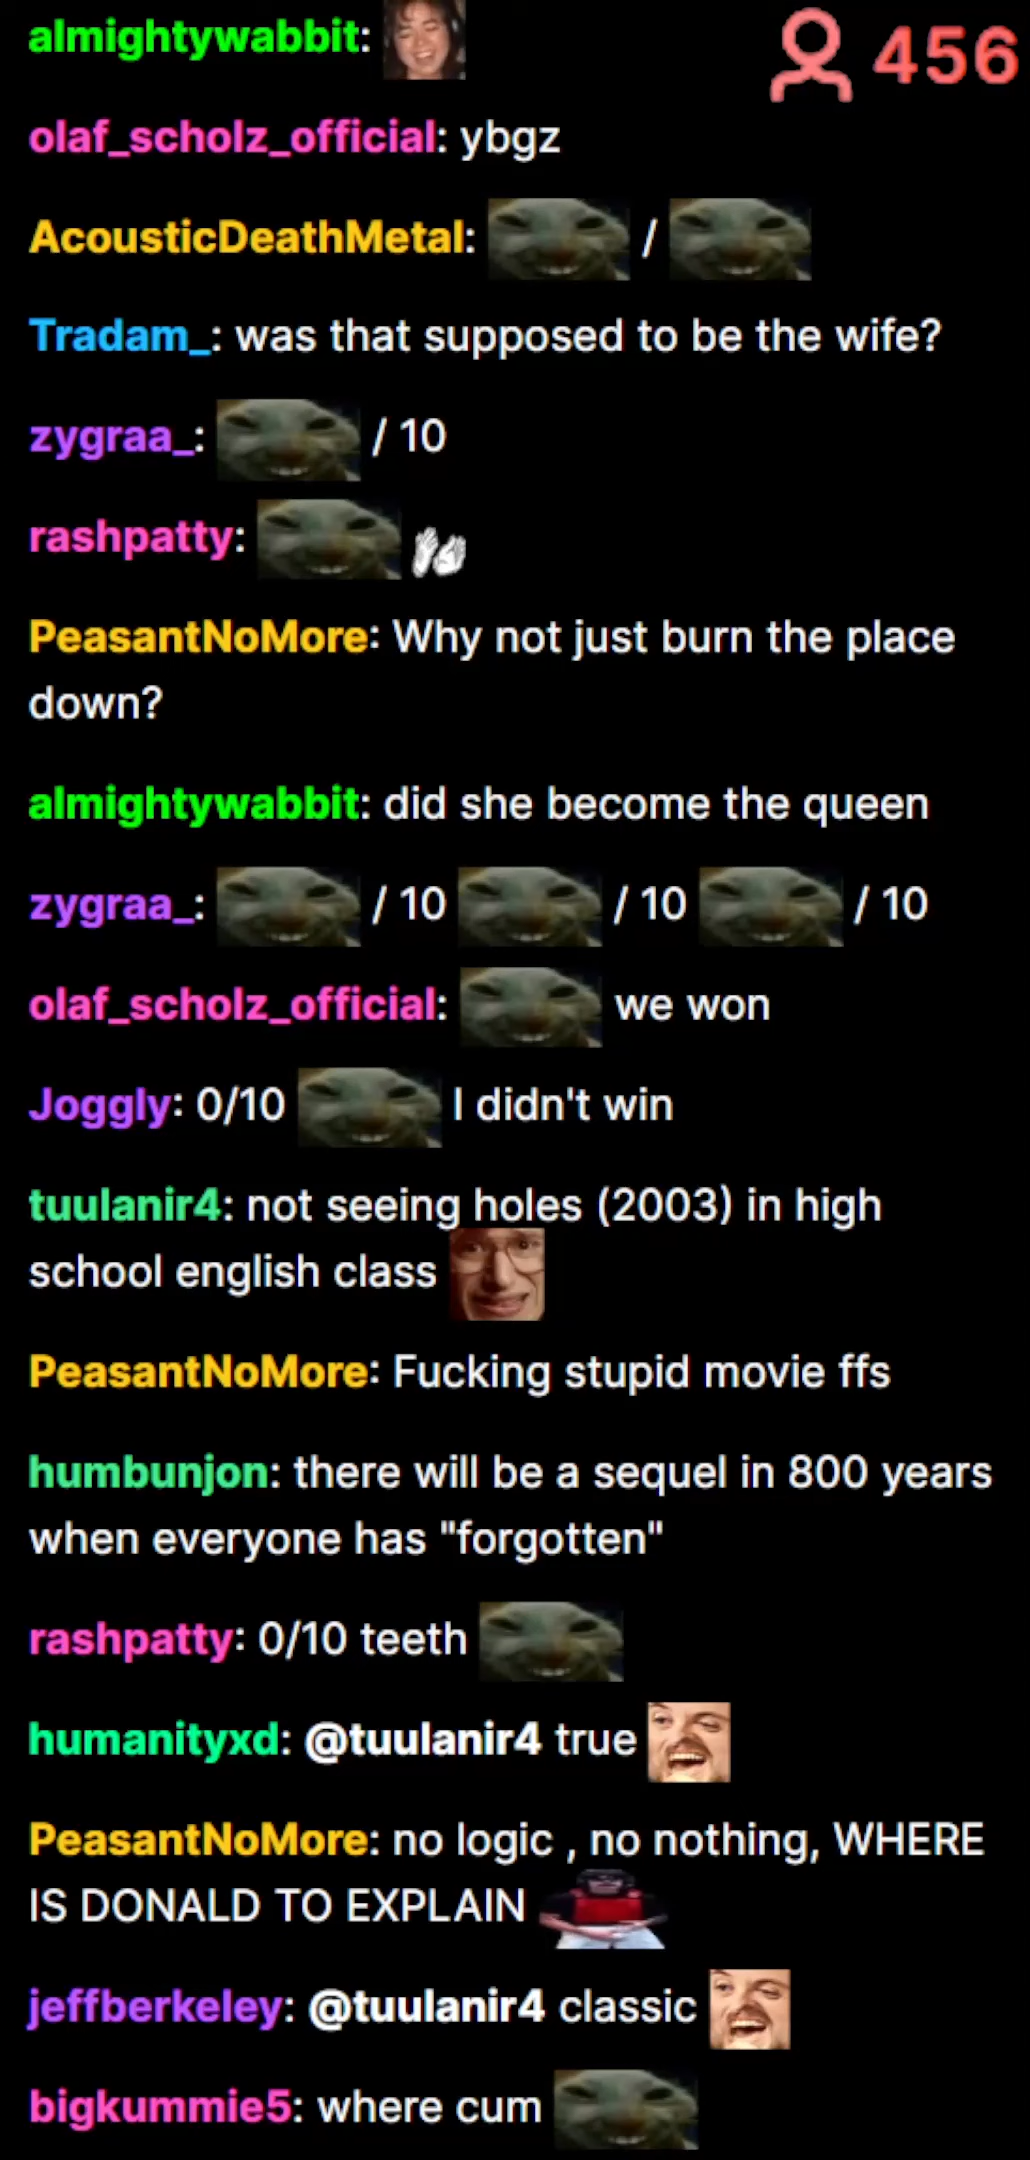 almightywabbit:
456
olaf_scholz_official: ybgz
AcousticDeathMetal: /
Tradam_: was that supposed to be the wife?
zygraa_: / 10
rashpatty:
PeasantNoMore: Why not just burn the place
down?
almightywabbit: did she become the queen
zygraa_: / 10 / 10 / 10
olaf_scholz_official: we won
Joggly: 0/10 I didn't win
tuulanir4: not seeing holes (2003) in high
school english class
PeasantNoMore: Fucking stupid movie ffs
humbunjon: there will be a sequel in 800 years
when everyone has "forgotten"
rashpatty: 0/10 teeth
humanityxd: @tuulanir4 true
PeasantNoMore: no logic , no nothing, WHERE
IS DONALD TO EXPLAIN
jeffberkeley: @tuulanir4 classic
bigkummie5: where cum